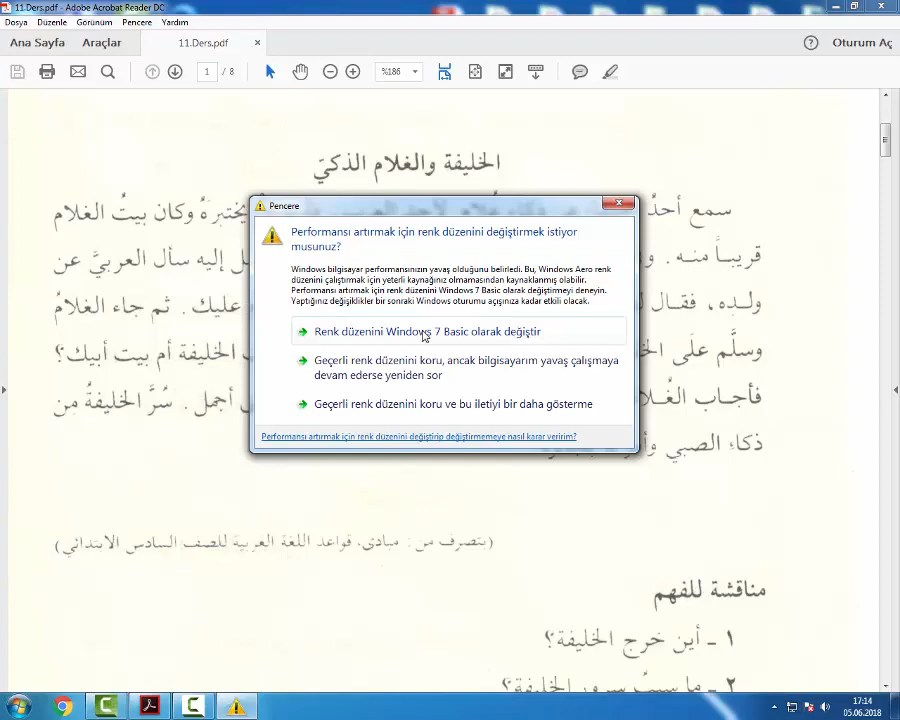 11.Ders.pdf - Adobe Acrobat Reader DC
Dosya Düzenle Görünüm Pencere Yardım
Ana Sayfa Araçlar 11.Ders.pdf Oturum Aç
1 / 8 %186
الخليفة والغلام الذكيّ
سمع أحدُ
يختبرَهُ وكان بيتُ الغلام
Pencere
Performansı artırmak için renk düzenini değiştirmek istiyor
musunuz?
Windows bilgisayar performansınızın yavaş olduğunu belirledi. Bu, Windows Aero renk
düzenini çalıştırmak için yeterli kaynağınız olmamasından kaynaklanmış olabilir.
Performansı artırmak için renk düzenini Windows 7 Basic olarak değiştirmeyi deneyin.
Yaptığınız değişiklikler bir sonraki Windows oturumu açışınıza kadar etkili olacak.
Renk düzenini Windows 7 Basic olarak değiştir
Geçerli renk düzenini koru, ancak bilgisayarım yavaş çalışmaya
devam ederse yeniden sor
Geçerli renk düzenini koru ve bu iletiyi bir daha gösterme
Performansı artırmak için renk düzenini değiştirip değiştirmemeye nasıl karar veririm?
قريباً منه.
إليه سأل العربيَّ عن
ولده، فقال
عليك. ثم جاء الغلامُ
وسلَّم علَى
الخليفة أم بيت أبيك؟
فأجاب
أجمل. سُرَّ الخليفةُ من
ذكاء الصبي
(بتصرف من: مبادىء قواعد اللغة العربية للصف السادس الابتدائي)
مناقشة للفهم
١ ـ أين خرج الخليفة؟
٢ ـ ما سببُ سرور الخليفة؟
17:14
05.06.2018